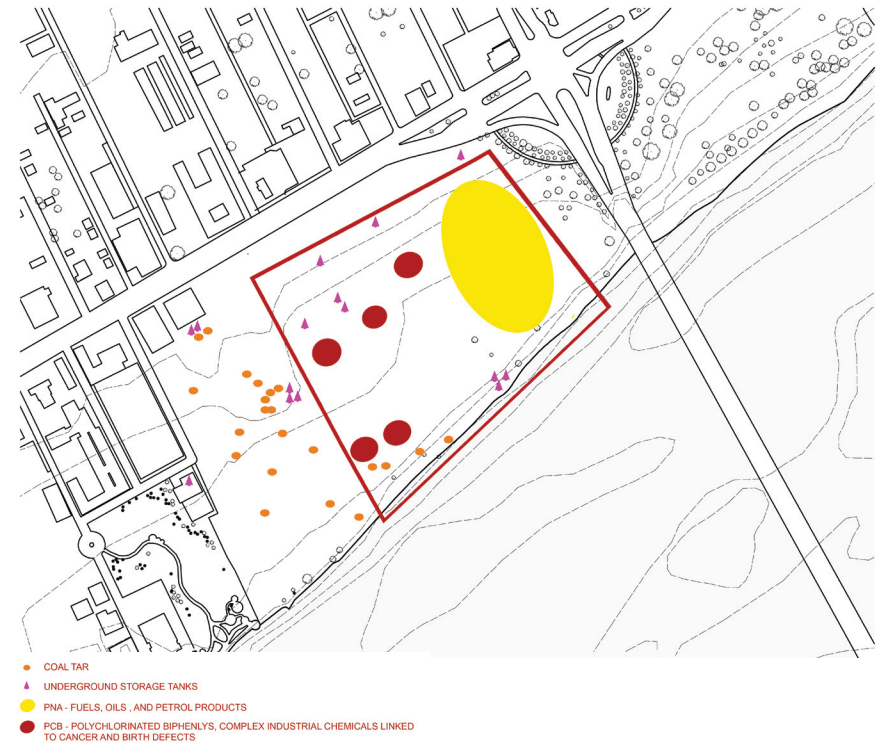 COAL TAR
UNDERGROUND STORAGE TANKS
PNA - FUELS, OILS , AND PETROL PRODUCTS
PCB - POLYCHLORINATED BIPHENLYS, COMPLEX INDUSTRIAL CHEMICALS LINKED
TO CANCER AND BIRTH DEFECTS